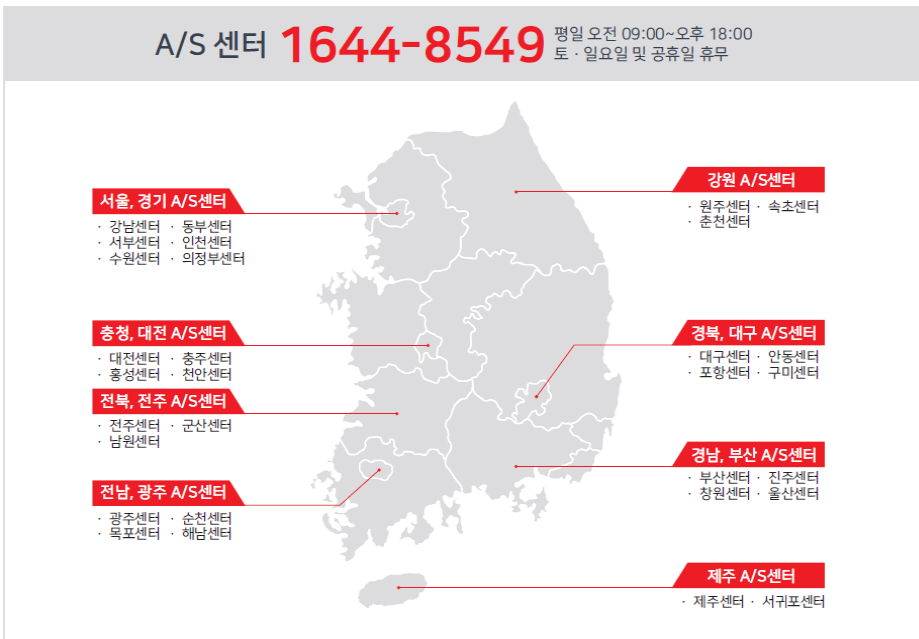 A/S 센터 1644-8549 평일 오전 09:00~오후 18:00
토 · 일요일 및 공휴일 휴무
서울, 경기 A/S센터
· 강남센터 · 동부센터
· 서부센터 · 인천센터
· 수원센터 · 의정부센터
충청, 대전 A/S센터
· 대전센터 · 충주센터
· 홍성센터 · 천안센터
전북, 전주 A/S센터
· 전주센터 · 군산센터
· 남원센터
전남, 광주 A/S센터
· 광주센터 · 순천센터
· 목포센터 · 해남센터
강원 A/S센터
· 원주센터 · 속초센터
· 춘천센터
경북, 대구 A/S센터
· 대구센터 · 안동센터
· 포항센터 · 구미센터
경남, 부산 A/S센터
· 부산센터 · 진주센터
· 창원센터 · 울산센터
제주 A/S센터
· 제주센터 · 서귀포센터